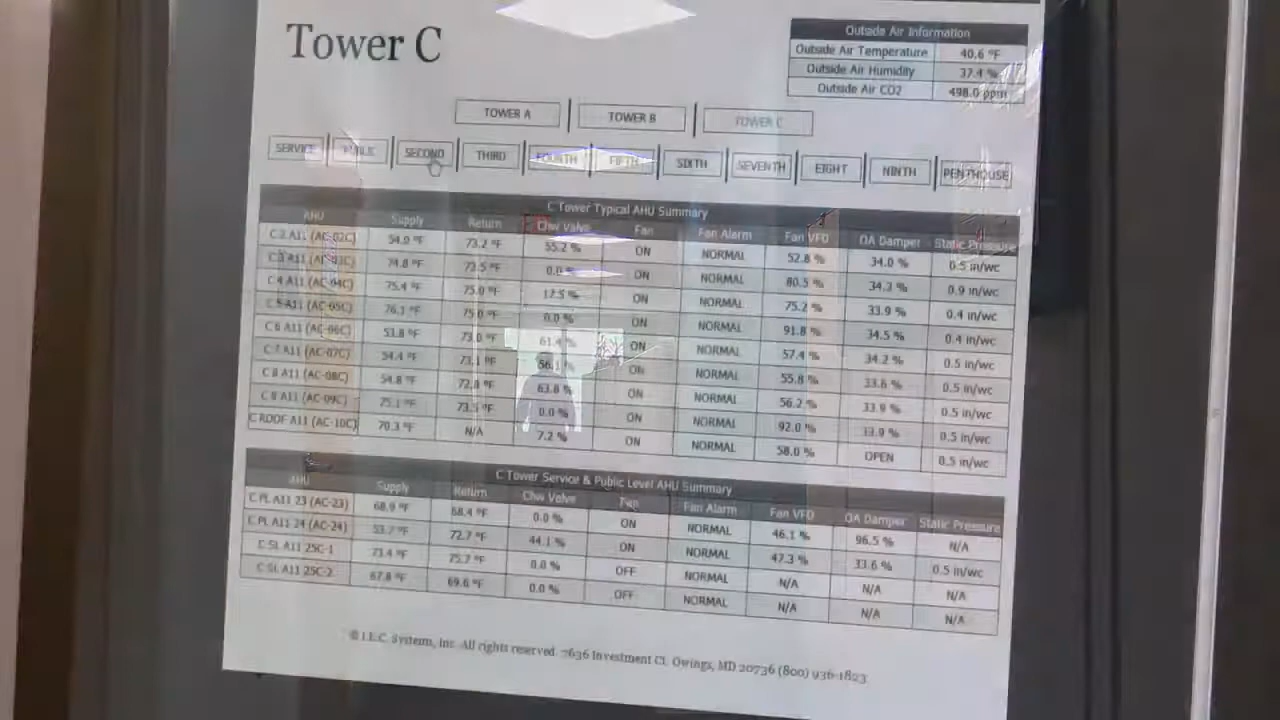 Tower C
Outside Air Information
Outside Air Temperature 40.6 °F
Outside Air Humidity 37.4 %
Outside Air CO2 498.0 ppm
TOWER A TOWER B TOWER C
SERVICE PUBLIC SECOND THIRD FOURTH FIFTH SIXTH SEVENTH EIGHT NINTH PENTHOUSE
C Tower Typical AHU Summary
AHU Supply Return Chw Valve Fan Fan Alarm Fan VFD OA Damper Static Pressure
C 2 A11 (AC-02C) 54.9 °F 73.2 °F 55.2 % ON NORMAL 52.8 % 34.0 % 0.5 in/wc
C 3 A11 (AC-03C) 74.8 °F 73.5 °F 0.0 % ON NORMAL 80.5 % 34.2 % 0.9 in/wc
C 4 A11 (AC-04C) 75.4 °F 75.0 °F 17.5 % ON NORMAL 75.2 % 33.9 % 0.4 in/wc
C 5 A11 (AC-05C) 76.1 °F 75.0 °F 0.0 % ON NORMAL 91.8 % 34.5 % 0.4 in/wc
C 6 A11 (AC-06C) 53.8 °F 73.0 °F 61.4 % ON NORMAL 57.4 % 34.2 % 0.5 in/wc
C 7 A11 (AC-07C) 54.4 °F 73.1 °F 56.1 % ON NORMAL 55.8 % 33.6 % 0.5 in/wc
C 8 A11 (AC-08C) 54.8 °F 72.8 °F 63.8 % ON NORMAL 56.2 % 33.9 % 0.5 in/wc
C 9 A11 (AC-09C) 75.1 °F 73.5 °F 0.0 % ON NORMAL 92.0 % 33.9 % 0.5 in/wc
C ROOF A11 (AC-10C) 70.3 °F N/A 7.2 % ON NORMAL 58.0 % OPEN 0.5 in/wc
C Tower Service & Public Level AHU Summary
AHU Supply Return Chw Valve Fan Fan Alarm Fan VFD OA Damper Static Pressure
C PL A11 23 (AC-23) 68.9 °F 68.4 °F 0.0 % ON NORMAL 46.1 % 96.5 % N/A
C PL A11 24 (AC-24) 53.7 °F 72.7 °F 44.1 % ON NORMAL 47.3 % 33.6 % 0.5 in/wc
C SL A11 25C-1 73.4 °F 75.7 °F 0.0 % OFF NORMAL N/A N/A N/A
C SL A11 25C-2 67.8 °F 69.6 °F 0.0 % OFF NORMAL N/A N/A N/A
© I.E.C. Systems, Inc. All rights reserved. 7636 Investment Ct. Owings, MD 20736 (800) 936-1823